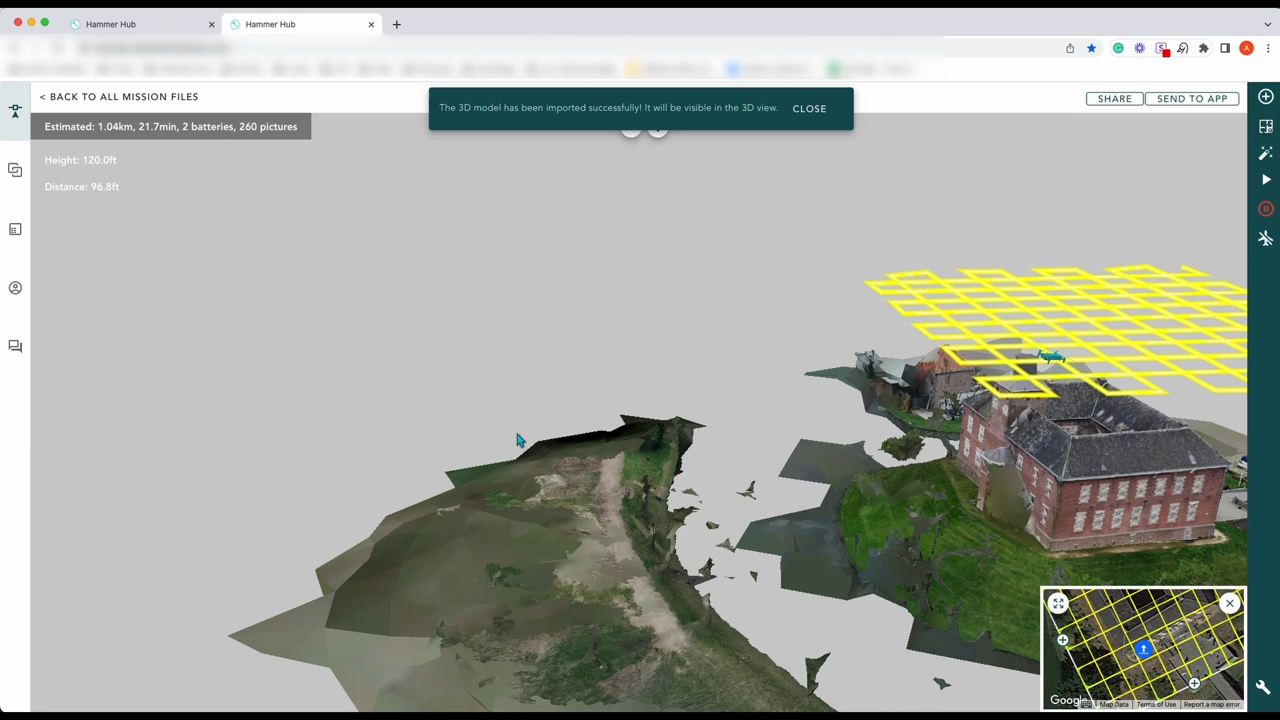 Hammer Hub
Hammer Hub
A
< BACK TO ALL MISSION FILES
The 3D model has been imported successfully! It will be visible in the 3D view.
CLOSE
SHARE
SEND TO APP
Estimated: 1.04km, 21.7min, 2 batteries, 260 pictures
Height: 120.0ft
Distance: 96.8ft
Google
Map Data
Terms of Use
Report a map error